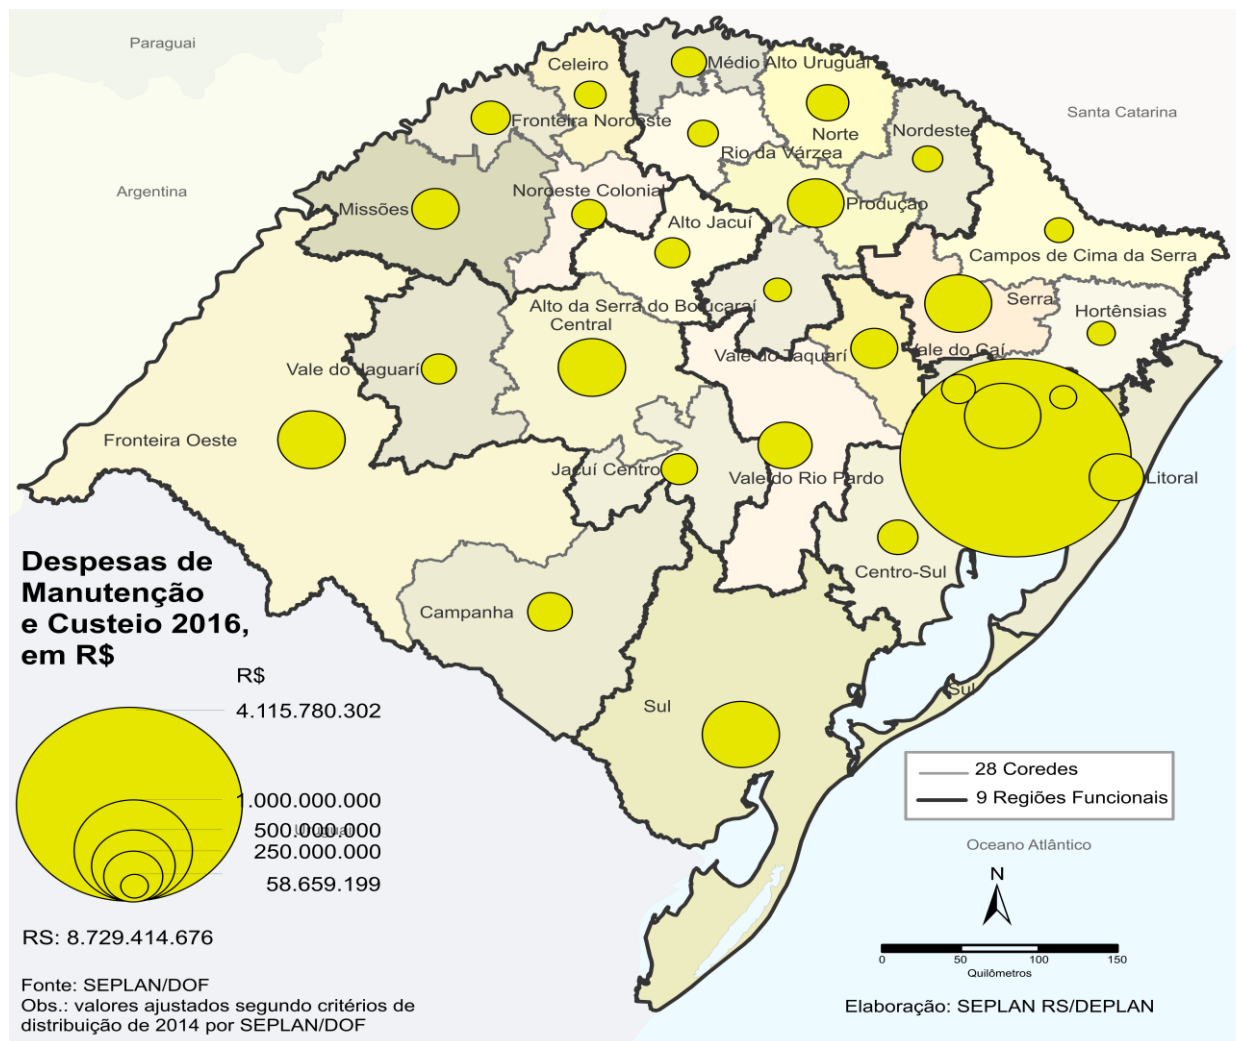 Paraguai
Celeiro
Médio Alto Uruguai
Santa Catarina
Fronteira Noroeste
Norte
Nordeste
Rio da Várzea
Argentina
Noroeste Colonial
Missões
Produção
Alto Jacuí
Campos de Cima da Serra
Alto da Serra do Botucaraí
Serra
Hortênsias
Central
Vale do Taquarí
Vale do Caí
Vale do Jaguarí
Fronteira Oeste
Jacuí Centro
Vale do Rio Pardo
Litoral
Centro-Sul
Campanha
Sul
Sul
Despesas de
Manutenção
e Custeio 2016,
em R$
R$
4.115.780.302
1.000.000.000
500.000.000
Uruguai
250.000.000
58.659.199
RS: 8.729.414.676
28 Coredes
9 Regiões Funcionais
Oceano Atlântico
N
0 50 100 150
Quilômetros
Fonte: SEPLAN/DOF
Obs.: valores ajustados segundo critérios de
distribuição de 2014 por SEPLAN/DOF
Elaboração: SEPLAN RS/DEPLAN